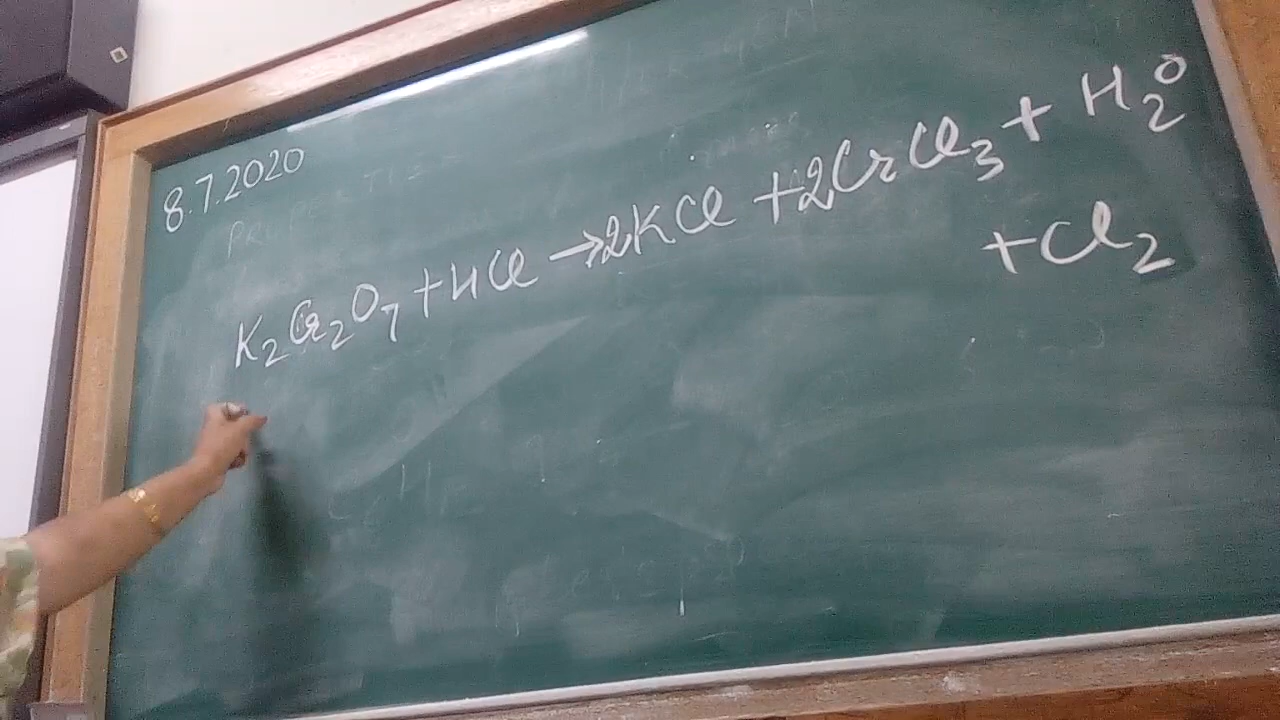 8.7.2020
K₂Cr₂O₇ + HCl → 2KCl + 2CrCl₃ + H₂O
+ Cl₂